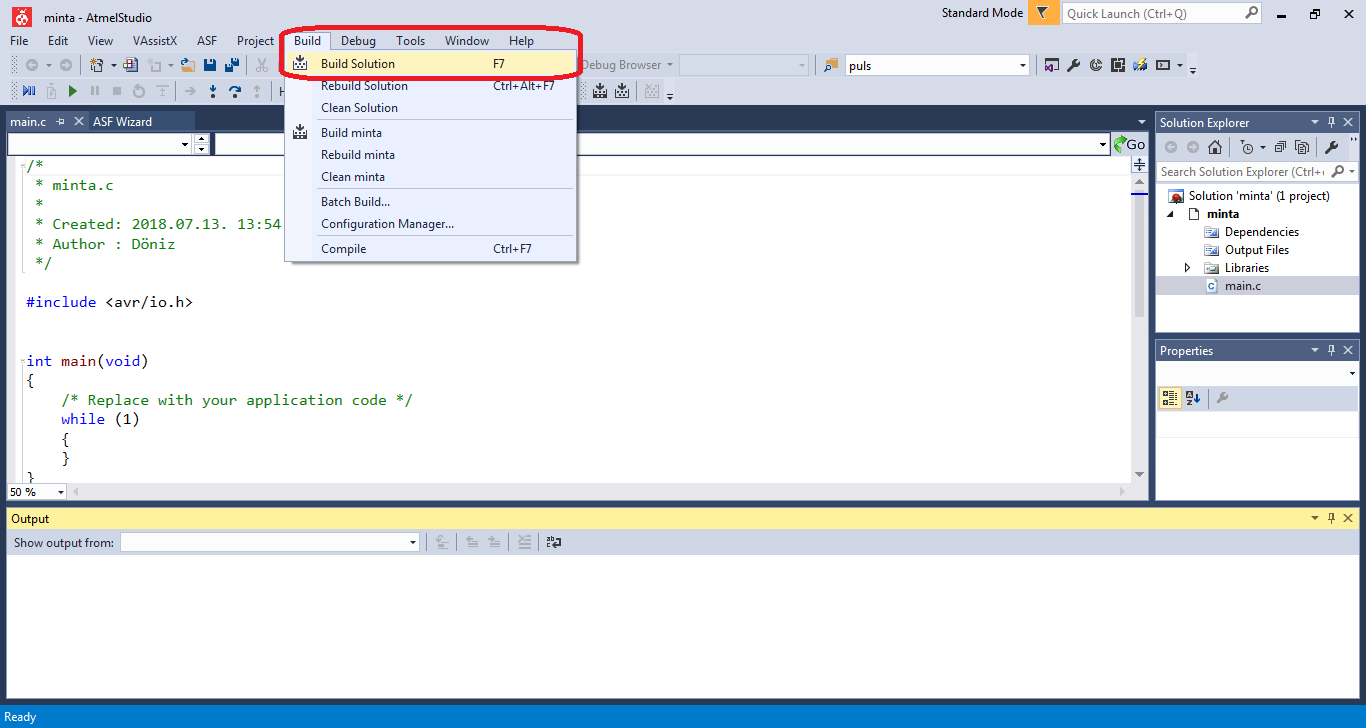 minta - AtmelStudio
Standard Mode
Quick Launch (Ctrl+Q)
File Edit View VAssistX ASF Project Build Debug Tools Window Help
Debug Browser
puls
Build Solution F7
Rebuild Solution Ctrl+Alt+F7
Clean Solution
Build minta
Rebuild minta
Clean minta
Batch Build...
Configuration Manager...
Compile Ctrl+F7
main.c ASF Wizard
Go
/*
* minta.c
*
* Created: 2018.07.13. 13:54
* Author : Döniz
*/
#include <avr/io.h>
int main(void)
{
/* Replace with your application code */
while (1)
{
}
}
50 %
Solution Explorer
Search Solution Explorer (Ctrl+
Solution 'minta' (1 project)
minta
Dependencies
Output Files
Libraries
main.c
Properties
Output
Show output from:
Ready